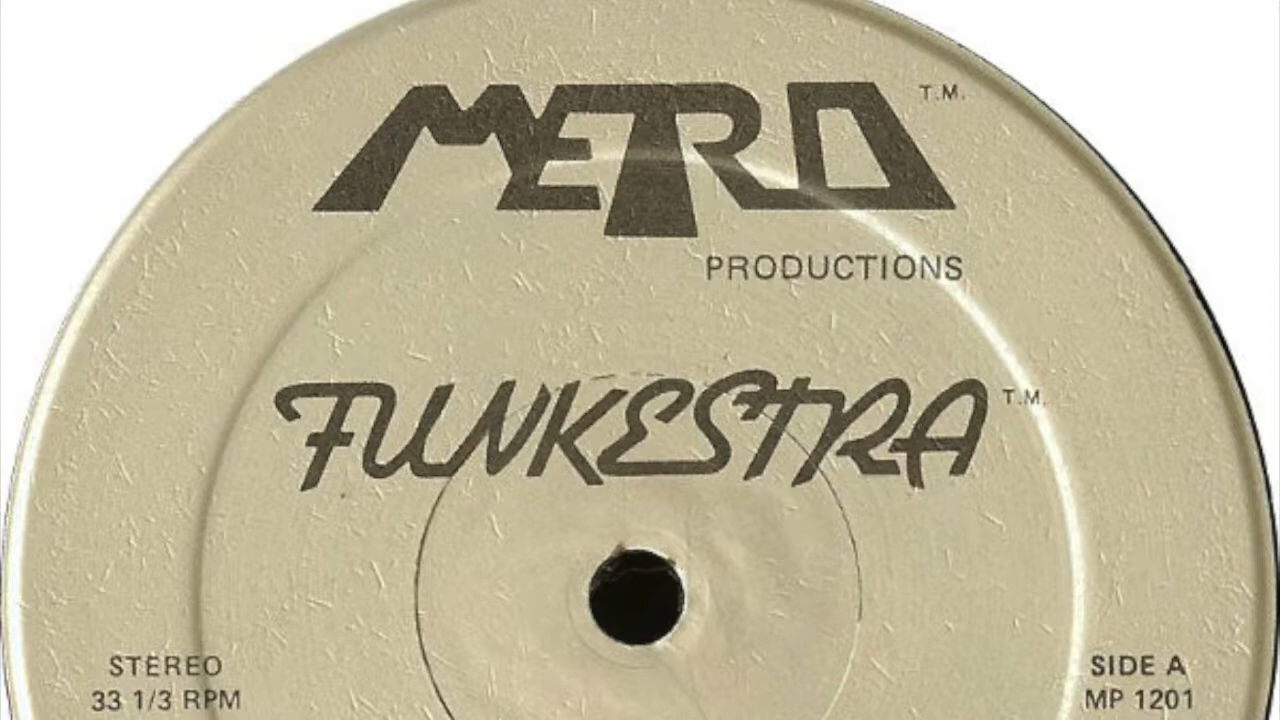 METRO T.M.
PRODUCTIONS
FUNKESTRA T.M.
STEREO
33 1/3 RPM
SIDE A
MP 1201